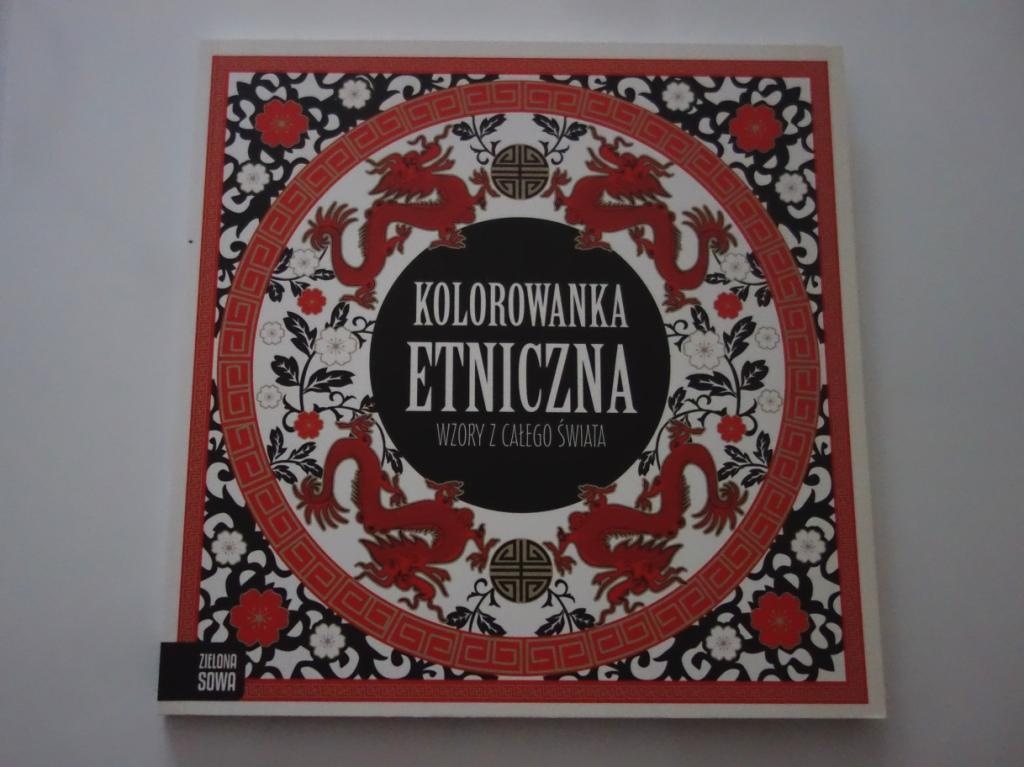 KOLOROWANKA
ETNICZNA
WZORY Z CAŁEGO ŚWIATA
ZIELONA
SOWA